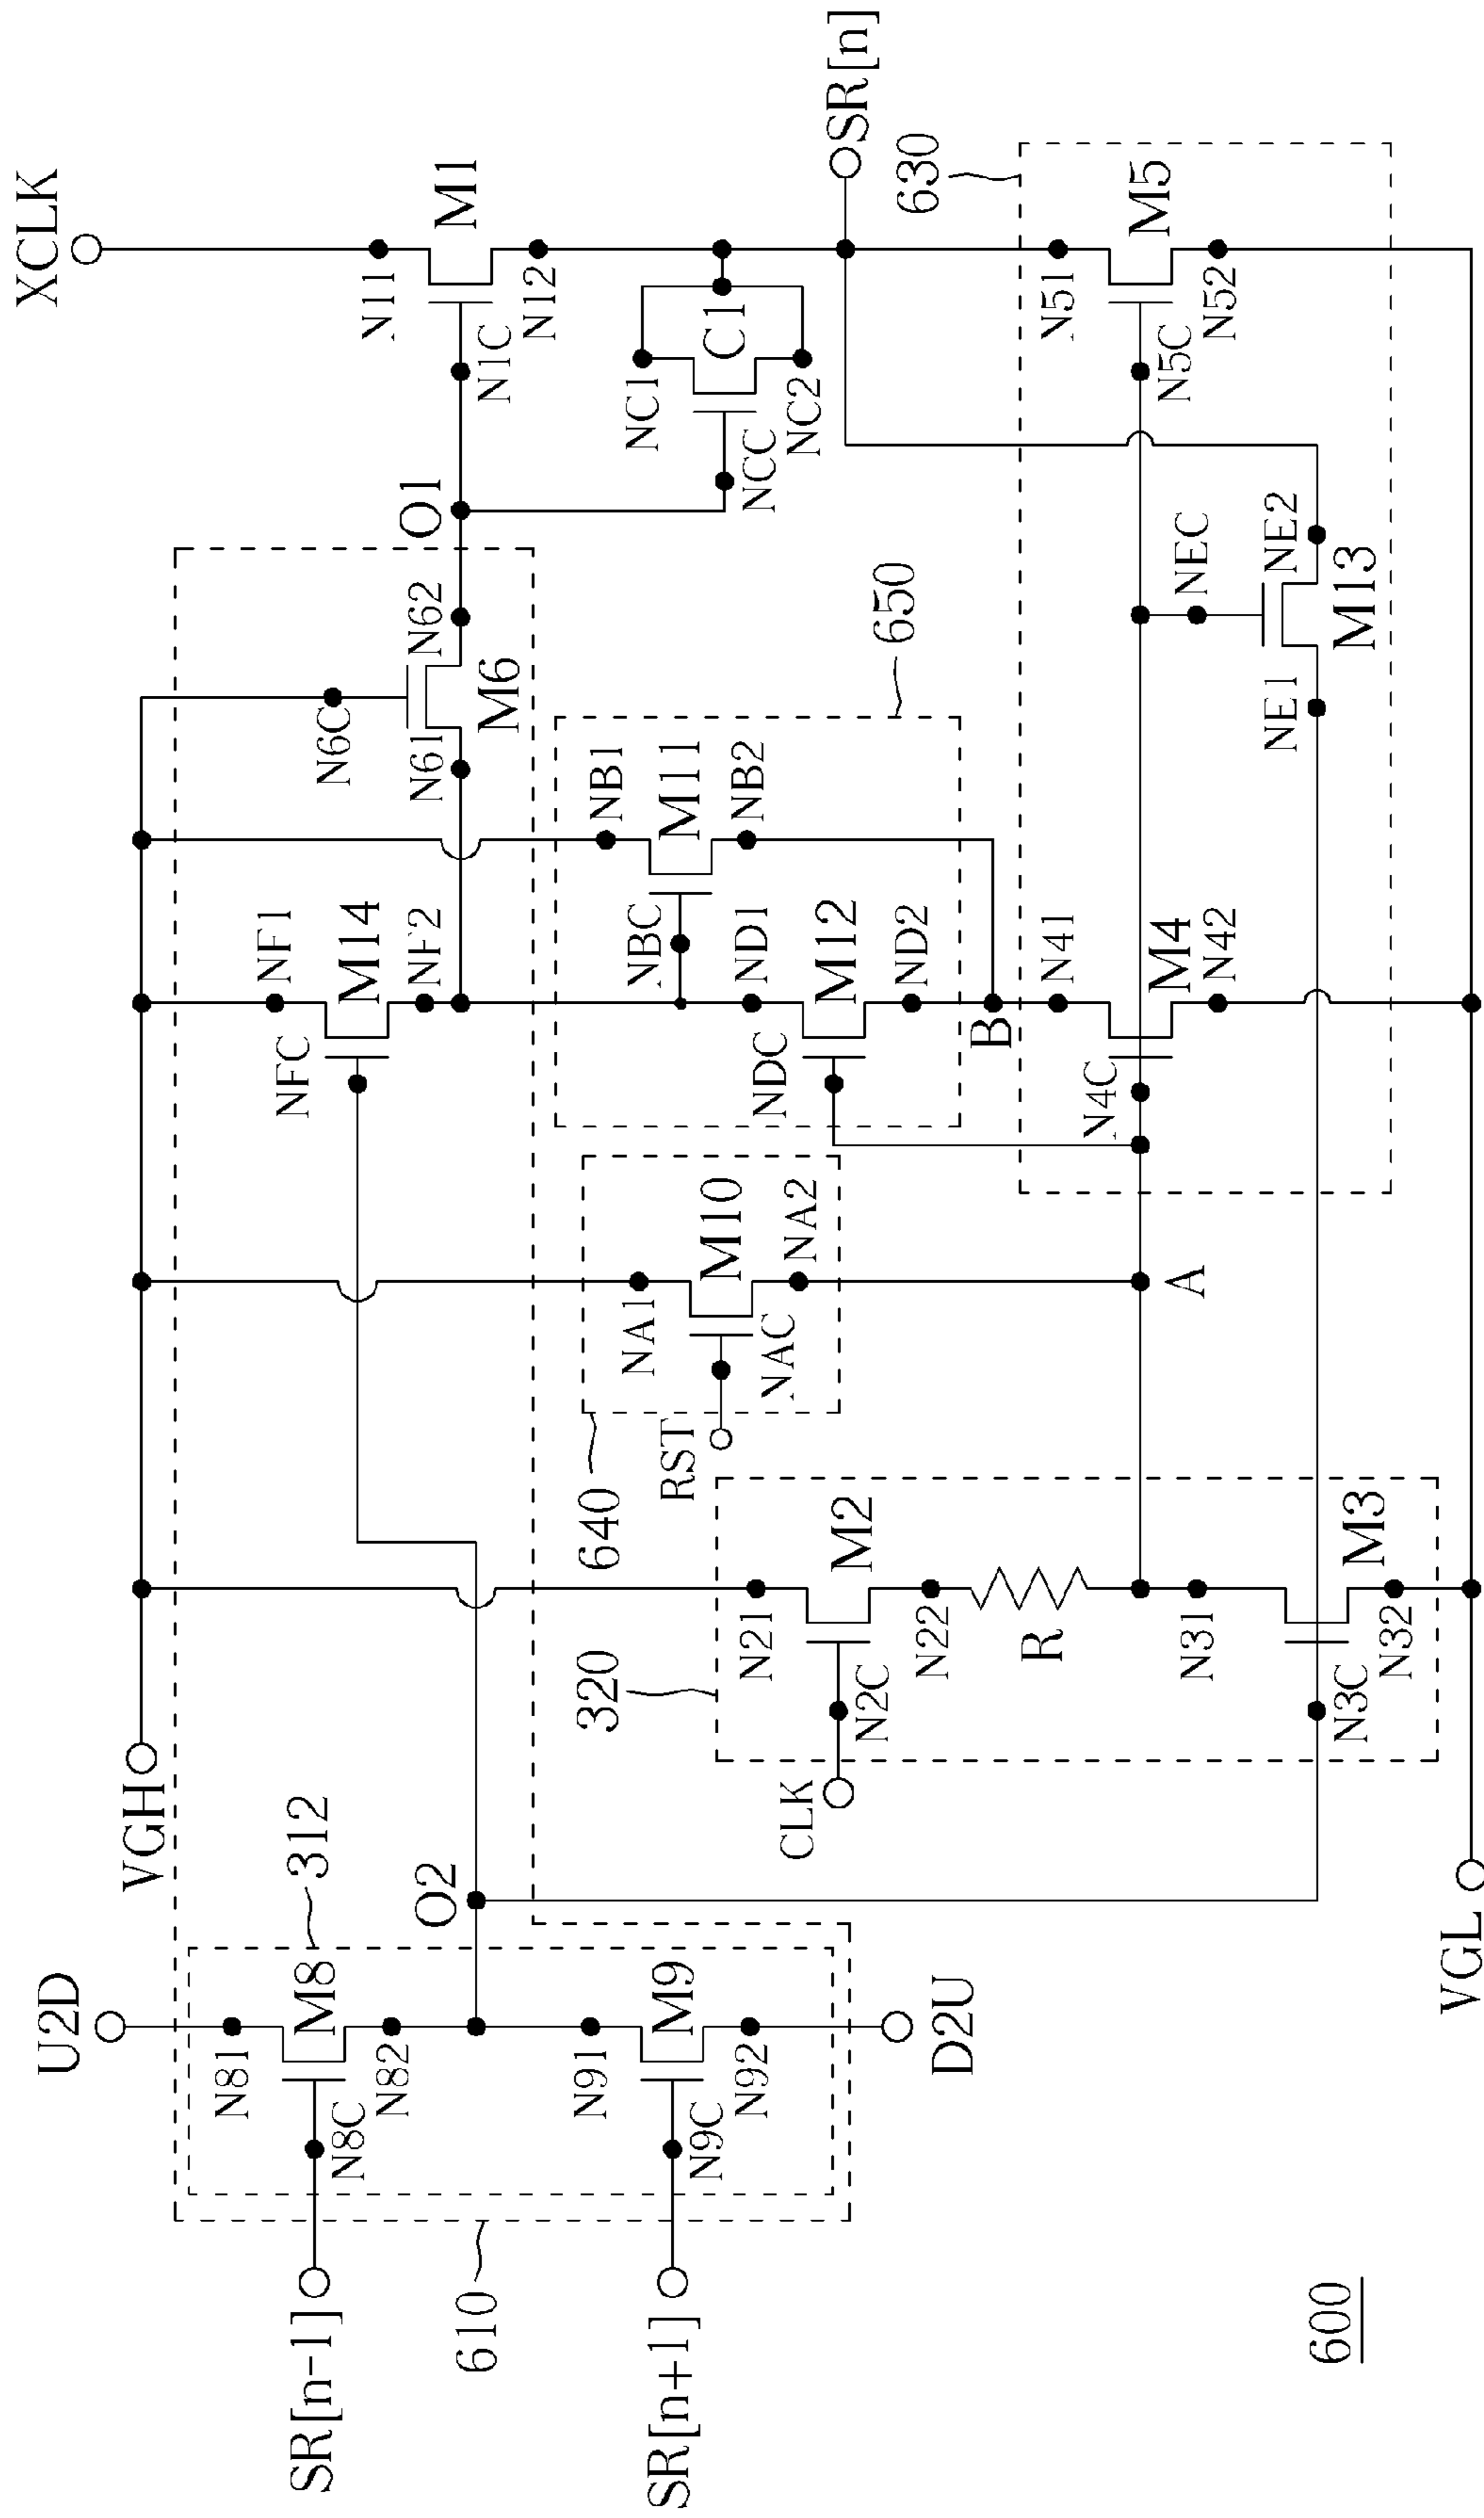 XCLK
N11
M1
N1C
N12
SR[n]
O1
NC1
C1
NCC
NC2
630
N51
M5
N5C
N52
N62
N6C
M6
N61
650
NEC
NE2
M13
NE1
NB1
M11
NB2
NF1
M14
NF2
NFC
NBC
ND1
M12
ND2
NDC
B
N41
M4
N42
N4C
NA1
M10
NA2
NAC
A
640
RST
VGH
M2
N21
N22
N2C
R
320
CLK
M3
N31
N32
N3C
312
O2
VGL
U2D
M8
N81
N82
N8C
M9
N91
N92
N9C
D2U
610
SR[n-1]
SR[n+1]
600